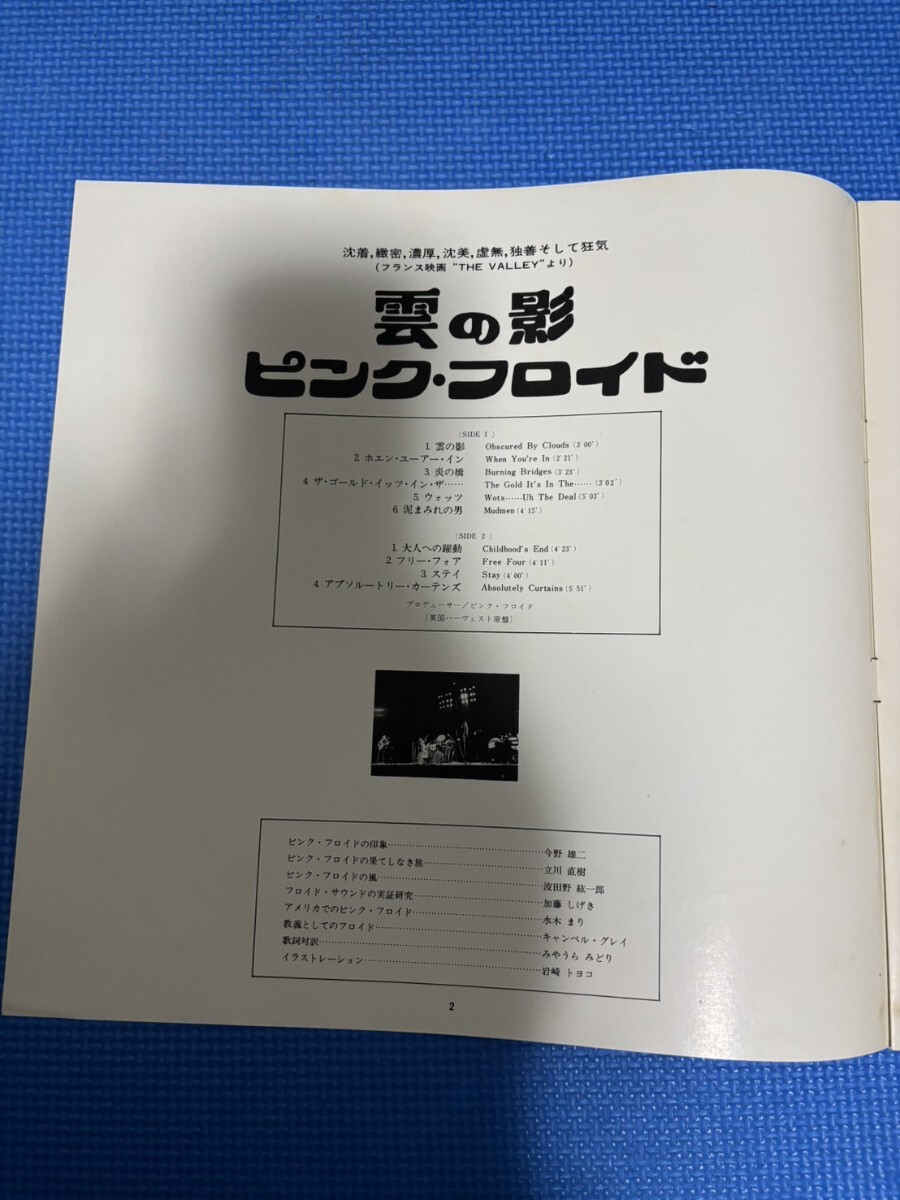 沈着,緻密,濃厚,沈美,虚無,独善そして狂気
(フランス映画 "THE VALLEY"より)
雲の影
ピンク・フロイド
〔SIDE 1〕
1. 雲の影 Obscured By Clouds (3'00")
2. ホエン・ユーアー・イン When You're In (2'21")
3. 炎の橋 Burning Bridges (3'23")
4. ザ・ゴールド・イッツ・イン・ザ…… The Gold It's In The…… (3'02")
5. ウォッツ Wots……Uh The Deal (5'03")
6. 泥まみれの男 Mudmen (4'15")
〔SIDE 2〕
1. 大人への躍動 Childhood's End (4'23")
2. フリー・フォア Free Four (4'11")
3. ステイ Stay (4'00")
4. アブソルートリー・カーテンズ Absolutely Curtains (5'51")
プロデューサー/ピンク・フロイド
〔英国ハーヴェスト原盤〕
ピンク・フロイドの印象……………………今野 雄二
ピンク・フロイドの果てしなき旅……………………立川 直樹
ピンク・フロイドの風……………………波田野 紘一郎
フロイド・サウンドの実証研究……………………加藤 しげき
アメリカでのピンク・フロイド……………………水木 まり
教義としてのフロイド……………………キャンベル・グレイ
歌詞対訳……………………みやうら みどり
イラストレーション……………………岩崎 トヨコ
2